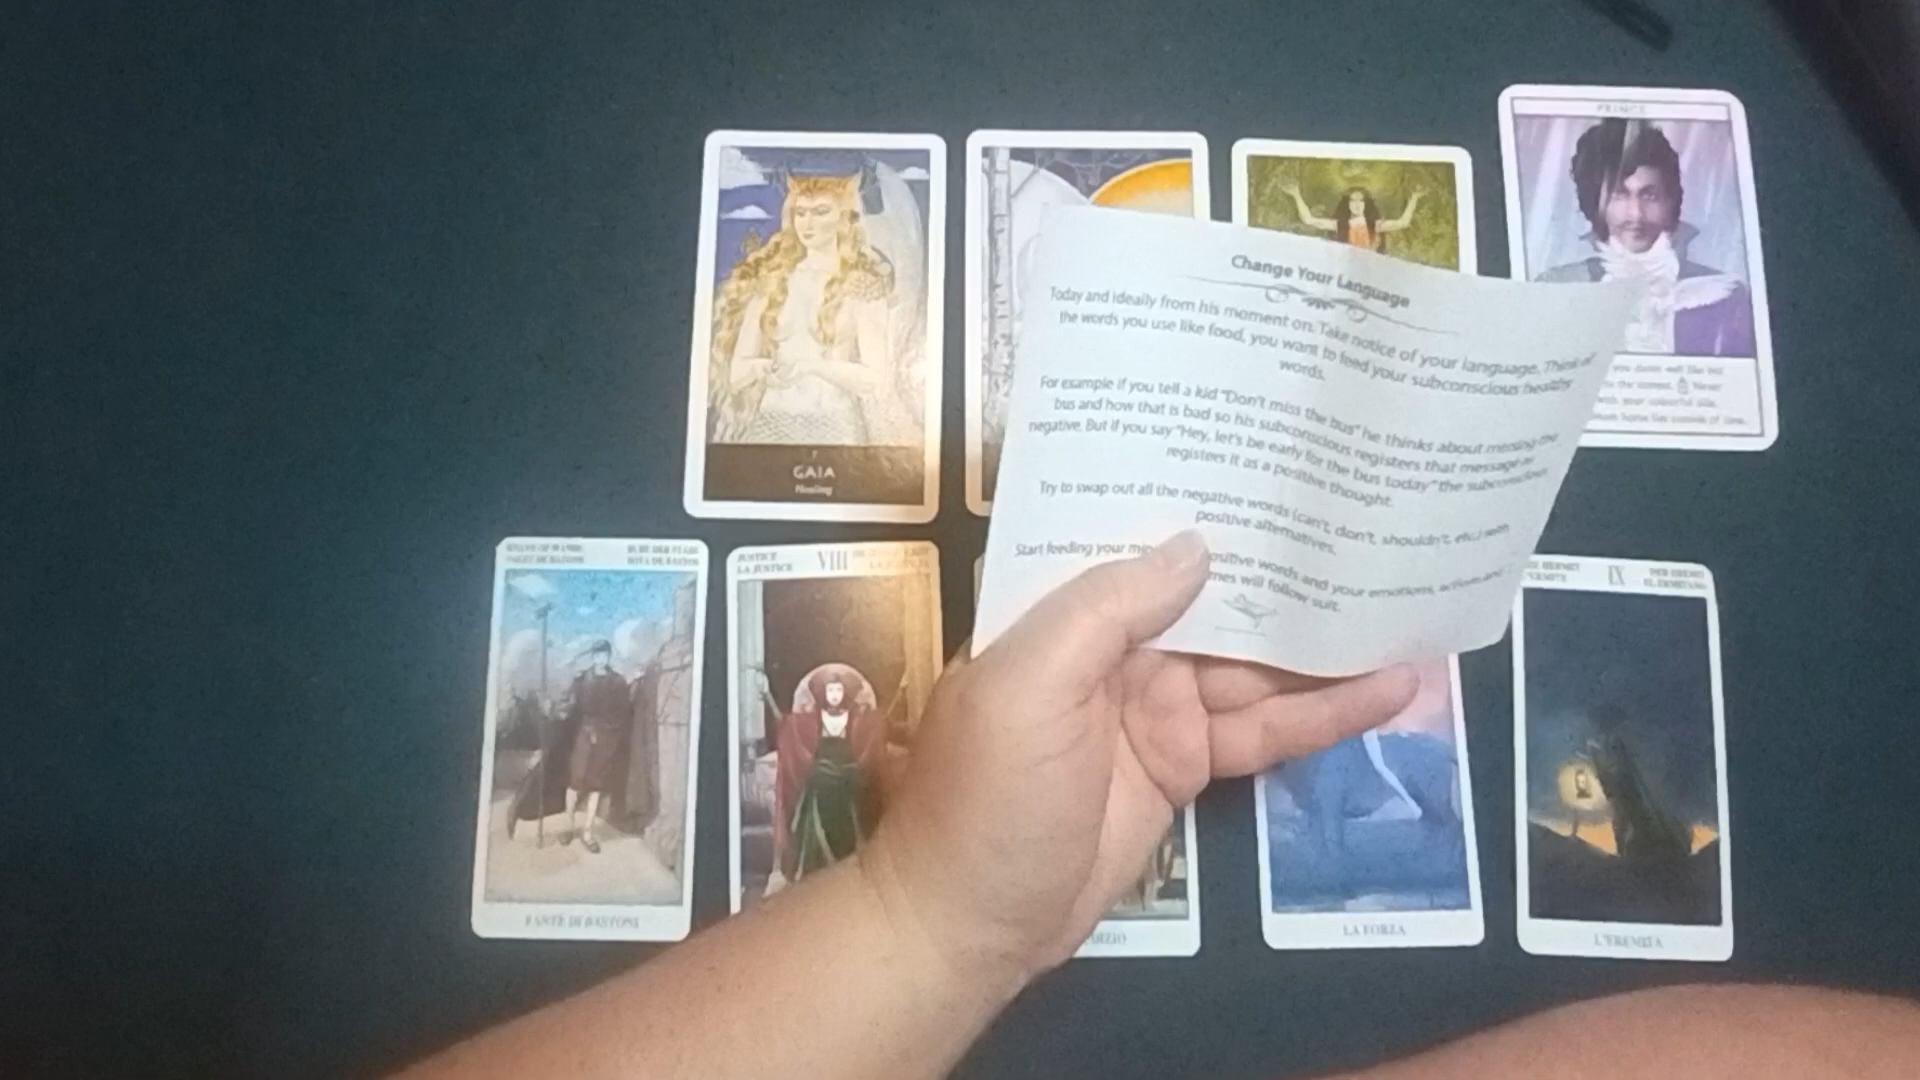 PRINCE
GAIA
Healing
Change Your Language
Today and ideally from his moment on. Take notice of your language. Think of
the words you use like food, you want to feed your subconscious healthy
words.
For example if you tell a kid "Don't miss the bus" he thinks about missing the
bus and how that is bad so his subconscious registers that message as
negative. But if you say "Hey, let's be early for the bus today" the subconscious
registers it as a positive thought.
Try to swap out all the negative words (can't, don't, shouldn't, etc.) with
positive alternatives.
Start feeding your words and your emotions, actions and
will follow suit.
JUSTICE
LA JUSTICE
VIII
IX
FANTE DI BASTONI
LA FORZA
L'EREMITA